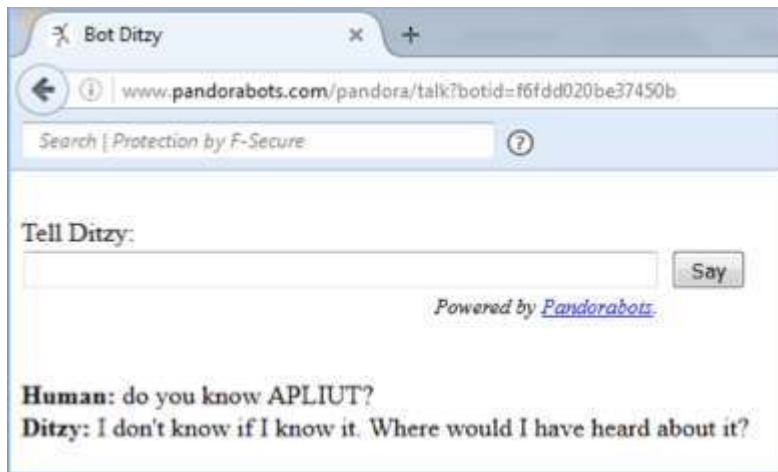 Bot Ditzy
www.pandorabots.com/pandora/talk?botid=f6fdd020be37450b
Search | Protection by F-Secure
Tell Ditzy:
Say
Powered by Pandorabots.
Human: do you know APLIUT?
Ditzy: I don't know if I know it. Where would I have heard about it?